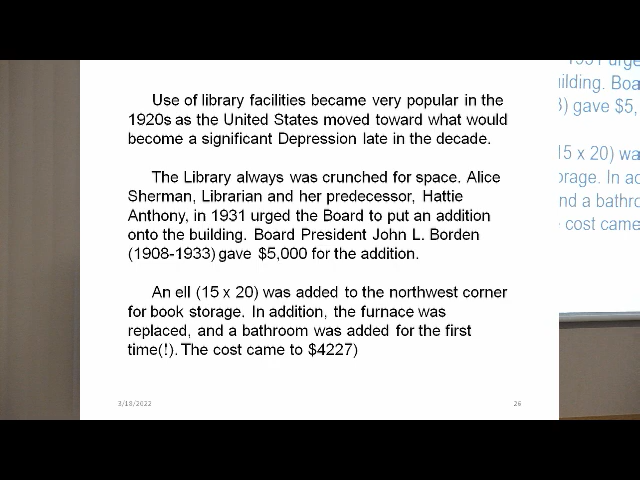 Use of library facilities became very popular in the
1920s as the United States moved toward what would
become a significant Depression late in the decade.
The Library always was crunched for space. Alice
Sherman, Librarian and her predecessor, Hattie
Anthony, in 1931 urged the Board to put an addition
onto the building. Board President John L. Borden
(1908-1933) gave $5,000 for the addition.
An ell (15 x 20) was added to the northwest corner
for book storage. In addition, the furnace was
replaced, and a bathroom was added for the first
time(!). The cost came to $4227)
3/18/2022
26
1931 urge
ilding. Boa
3) gave $5,
15 x 20) wa
orage. In ad
nd a bathro
cost came